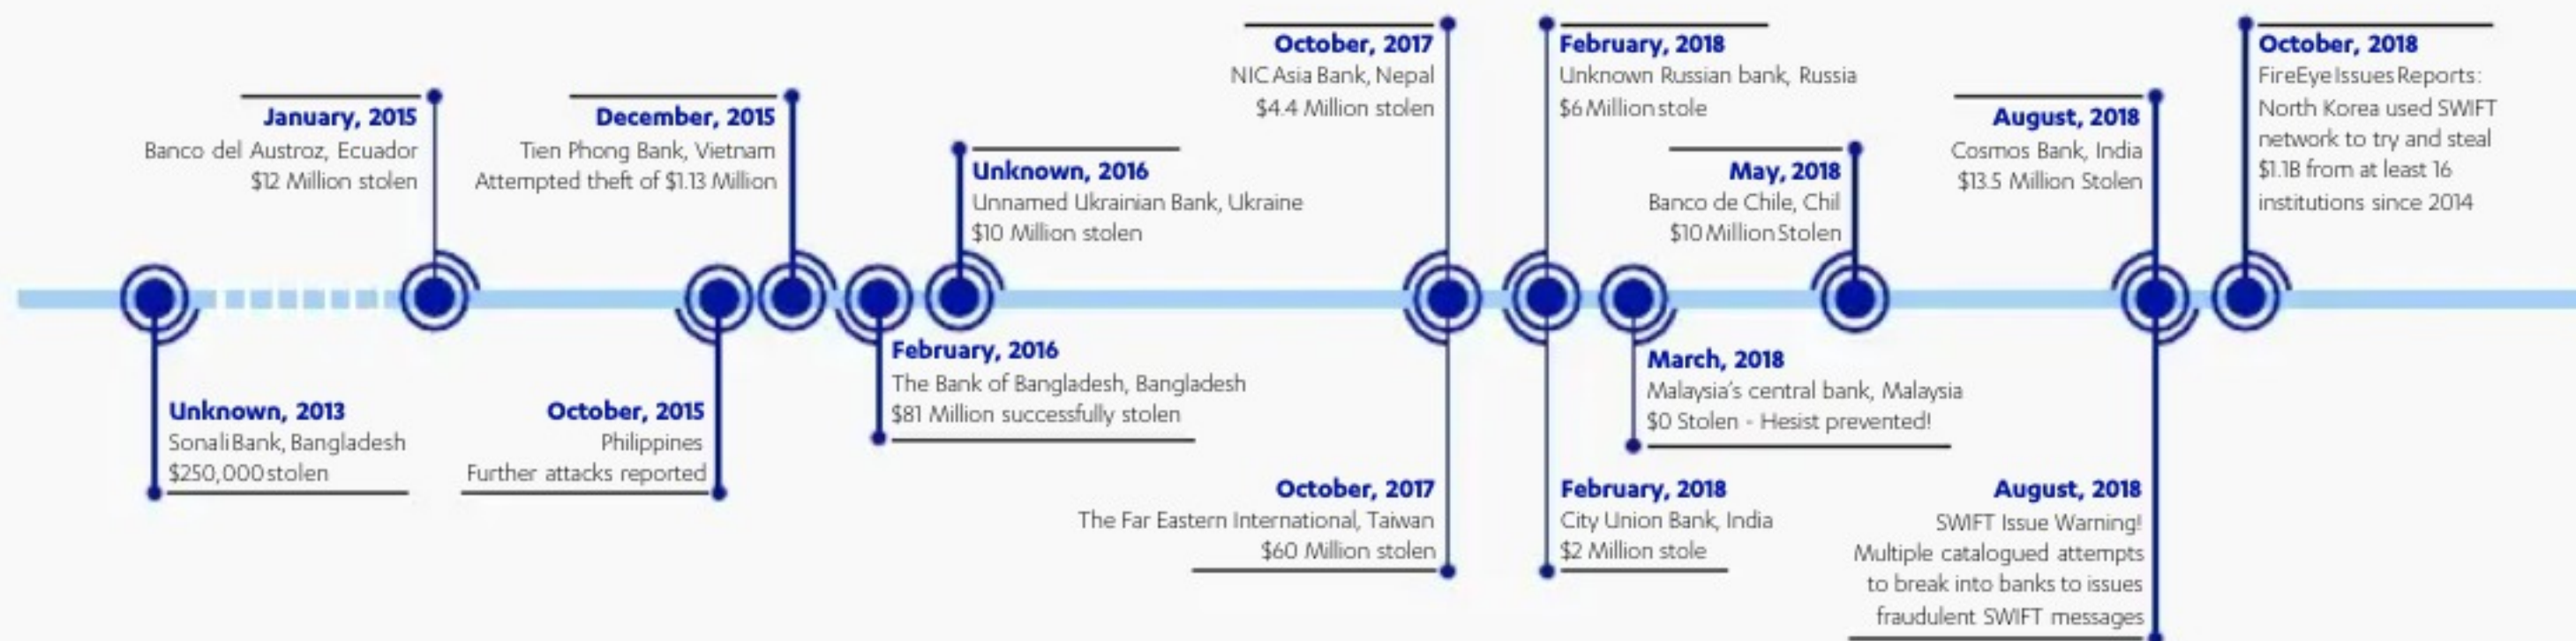 January, 2015
Banco del Austroz, Ecuador
$12 Million stolen
December, 2015
Tien Phong Bank, Vietnam
Attempted theft of $1.13 Million
Unknown, 2016
Unnamed Ukrainian Bank, Ukraine
$10 Million stolen
October, 2017
NIC Asia Bank, Nepal
$4.4 Million stolen
February, 2018
Unknown Russian bank, Russia
$6 Million stole
May, 2018
Banco de Chile, Chil
$10 Million Stolen
August, 2018
Cosmos Bank, India
$13.5 Million Stolen
October, 2018
FireEye Issues Reports:
North Korea used SWIFT
network to try and steal
$1.1B from at least 16
institutions since 2014
Unknown, 2013
Sonali Bank, Bangladesh
$250,000 stolen
October, 2015
Philippines
Further attacks reported
February, 2016
The Bank of Bangladesh, Bangladesh
$81 Million successfully stolen
October, 2017
The Far Eastern International, Taiwan
$60 Million stolen
February, 2018
City Union Bank, India
$2 Million stole
March, 2018
Malaysia's central bank, Malaysia
$0 Stolen - Hesist prevented!
August, 2018
SWIFT Issue Warning!
Multiple catalogued attempts
to break into banks to issues
fraudulent SWIFT messages